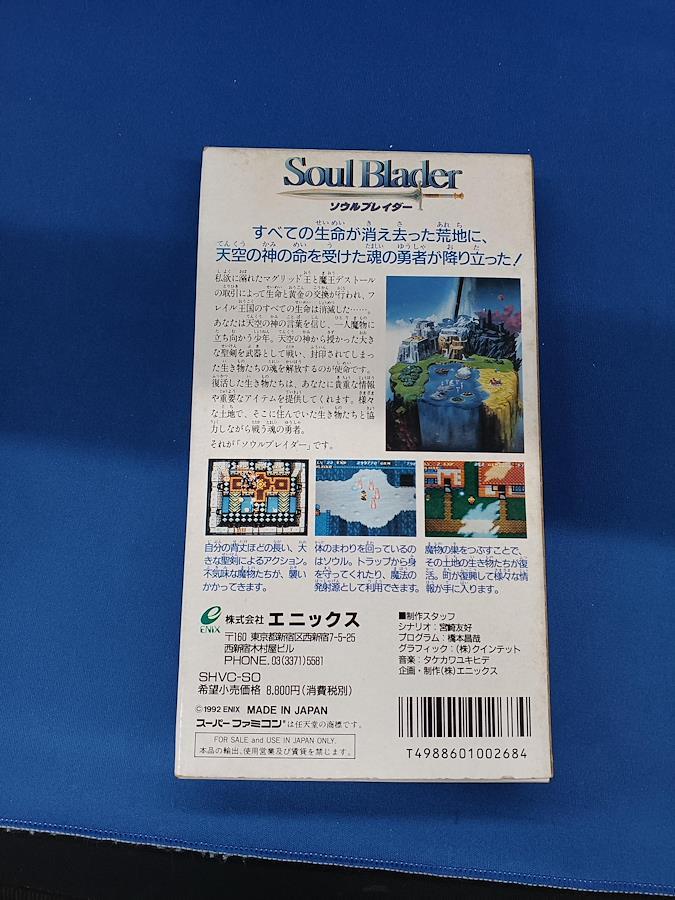 Soul Blader
ソウルブレイダー
すべての生命が消え去った荒地に、
天空の神の命を受けた魂の勇者が降り立った!
私欲に溺れたマグリッド王と魔王デストール
の取引によって生命と黄金の交換が行われ、フ
レイル王国のすべての生命は消滅した……。
あなたは天空の神の言葉を信じ、一人魔物に
立ち向かう少年。天空の神から授かった大き
な聖剣を武器として戦い、封印されてしまっ
た生き物たちの魂を解放するのが使命です。
復活した生き物たちは、あなたに貴重な情報
や重要なアイテムを提供してくれます。様々
な土地で、そこに住んでいた生き物たちと協
力しながら戦う魂の勇者。
それが「ソウルブレイダー」です。
自分の背丈ほどの長い、大
きな聖剣によるアクション。
不気味な魔物たちが、襲い
かかってきます。
体のまわりを回っているの
はソウル。トラップから身
を守ってくれたり、魔法の
発射源として利用できます。
魔物の巣をつぶすことで、
その土地の生き物たちが復
活。町が復興して様々な情
報が手に入ります。
ENIX
株式会社 エニックス
〒160 東京都新宿区西新宿7-5-25
西新宿木村屋ビル
PHONE. 03(3371)5581
SHVC-SO
希望小売価格 8,800円(消費税別)
©1992 ENIX MADE IN JAPAN
スーパーファミコンは任天堂の商標です。
FOR SALE and USE IN JAPAN ONLY.
本品の輸出、使用営業及び賃貸を禁じます。
■制作スタッフ
シナリオ:宮崎友好
プログラム:橋本昌哉
グラフィック:(株)クインテット
音楽:タケカワユキヒデ
企画・制作(株)エニックス
T4988601002684